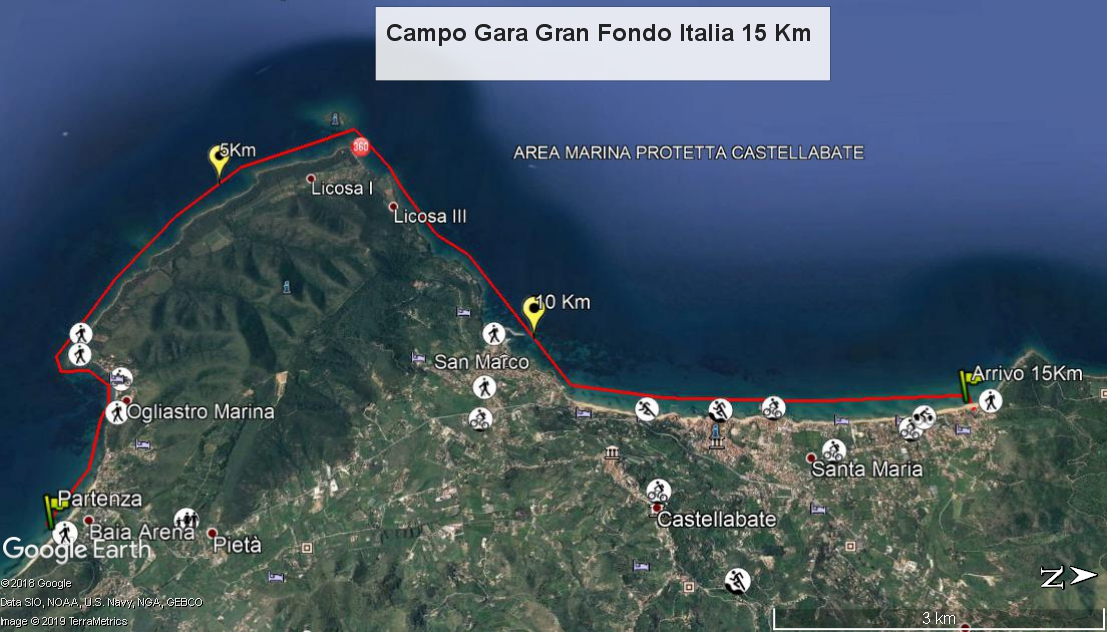 Campo Gara Gran Fondo Italia 15 Km
5Km
AREA MARINA PROTETTA CASTELLABATE
360
Licosa I
Licosa III
10 Km
San Marco
Arrivo 15Km
Ogliastro Marina
Santa Maria
Partenza
Castellabate
Baia Arena
Pietà
Google Earth
©2018 Google
Data SIO, NOAA, U.S. Navy, NGA, GEBCO
Image © 2019 TerraMetrics
N
3 km